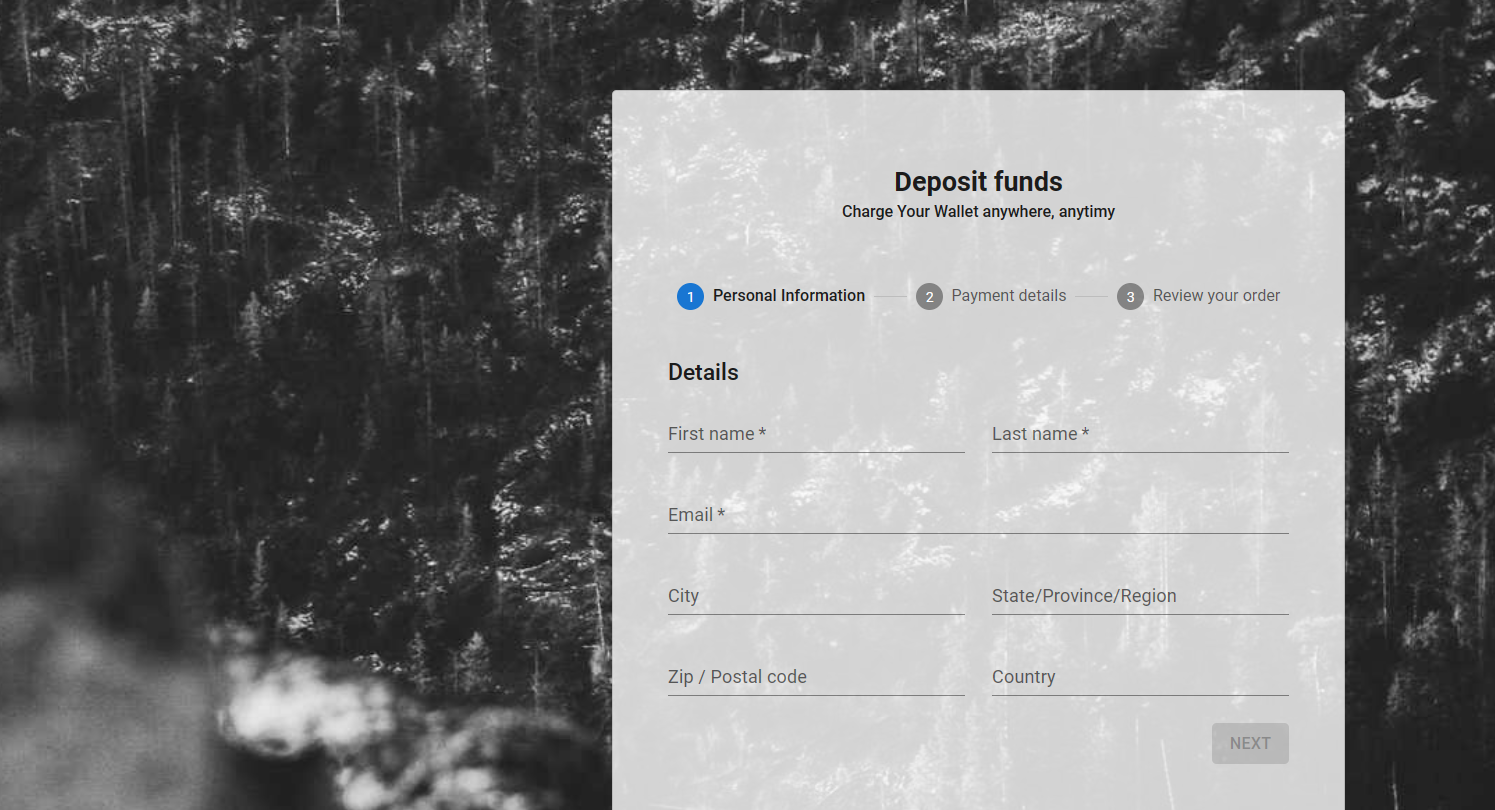 Deposit funds
Charge Your Wallet anywhere, anytimy
1 Personal Information 2 Payment details 3 Review your order
Details
First name * Last name *
Email *
City State/Province/Region
Zip / Postal code Country
NEXT